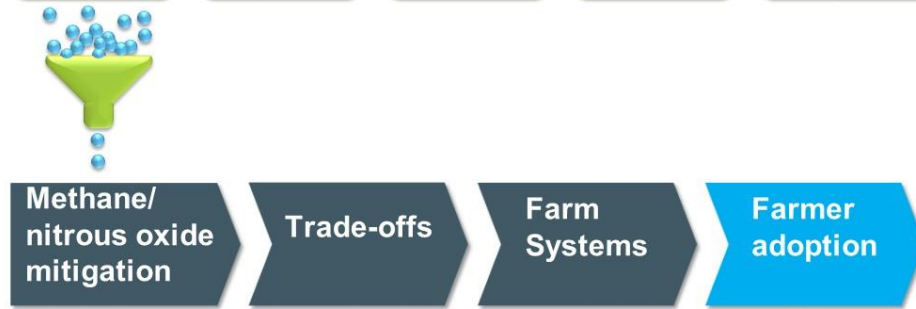 Methane/
nitrous oxide
mitigation
Trade-offs
Farm
Systems
Farmer
adoption